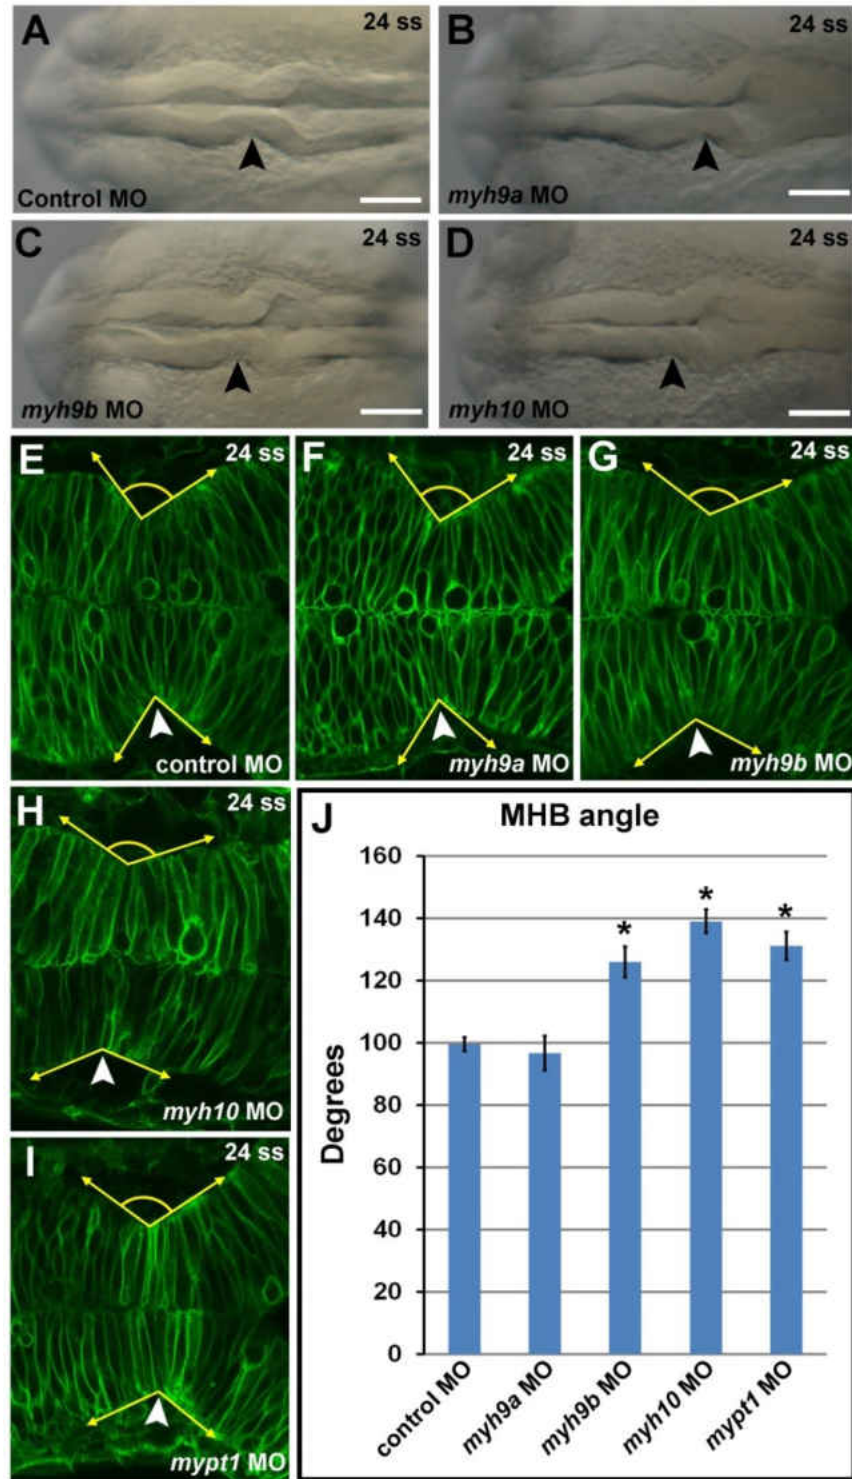 A
24 ss
Control MO
B
24 ss
myh9a MO
C
24 ss
myh9b MO
D
24 ss
myh10 MO
E
24 ss
control MO
F
24 ss
myh9a MO
G
24 ss
myh9b MO
H
24 ss
myh10 MO
I
24 ss
mypt1 MO
J
MHB angle
Degrees
160
140
120
100
80
60
40
20
0
*
*
*
control MO
myh9a MO
myh9b MO
myh10 MO
mypt1 MO